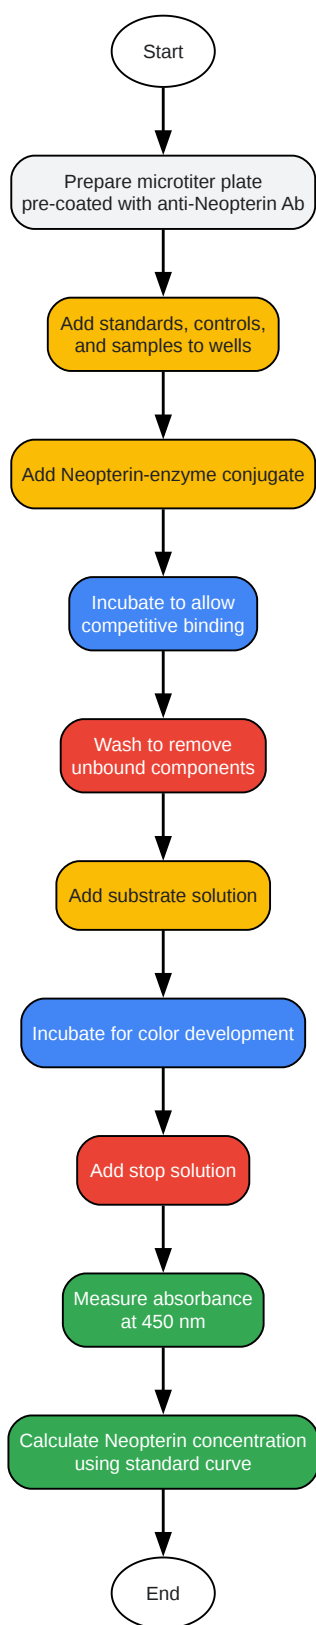 Start
Prepare microtiter plate
pre-coated with anti-Neopterin Ab
Add standards, controls,
and samples to wells
Add Neopterin-enzyme conjugate
Incubate to allow
competitive binding
Wash to remove
unbound components
Add substrate solution
Incubate for color development
Add stop solution
Measure absorbance
at 450 nm
Calculate Neopterin concentration
using standard curve
End